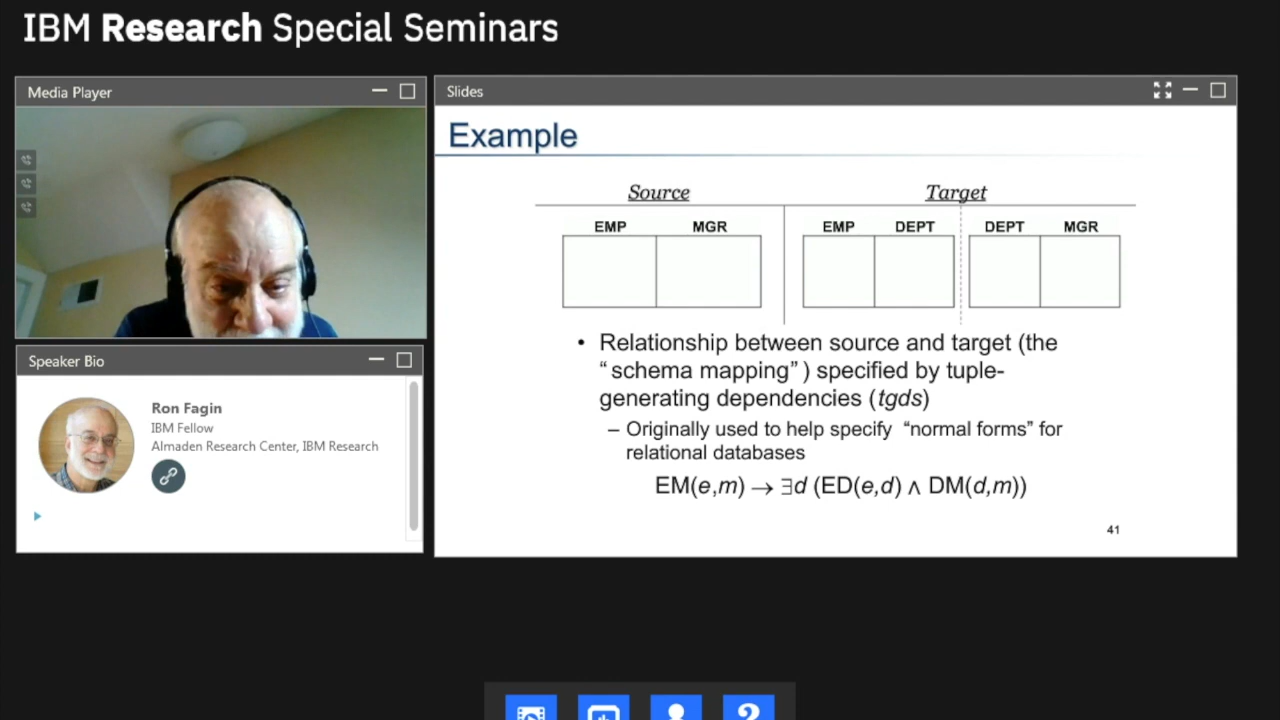 IBM Research Special Seminars
Media Player
Slides
Example
Source
Target
EMP MGR
EMP DEPT
DEPT MGR
• Relationship between source and target (the
“schema mapping”) specified by tuple-
generating dependencies (tgds)
– Originally used to help specify “normal forms” for
relational databases
EM(e,m) → ∃d (ED(e,d) ∧ DM(d,m))
41
Speaker Bio
Ron Fagin
IBM Fellow
Almaden Research Center, IBM Research
?